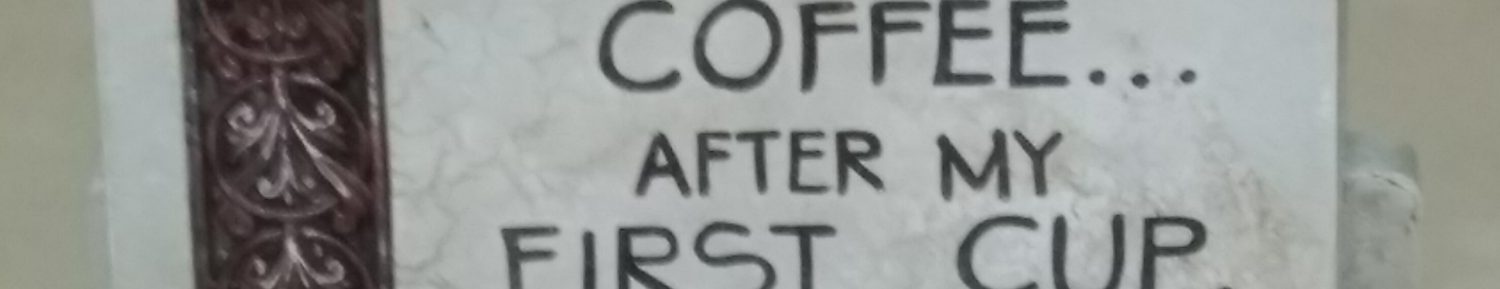 COFFEE...
AFTER MY
FIRST CUP.